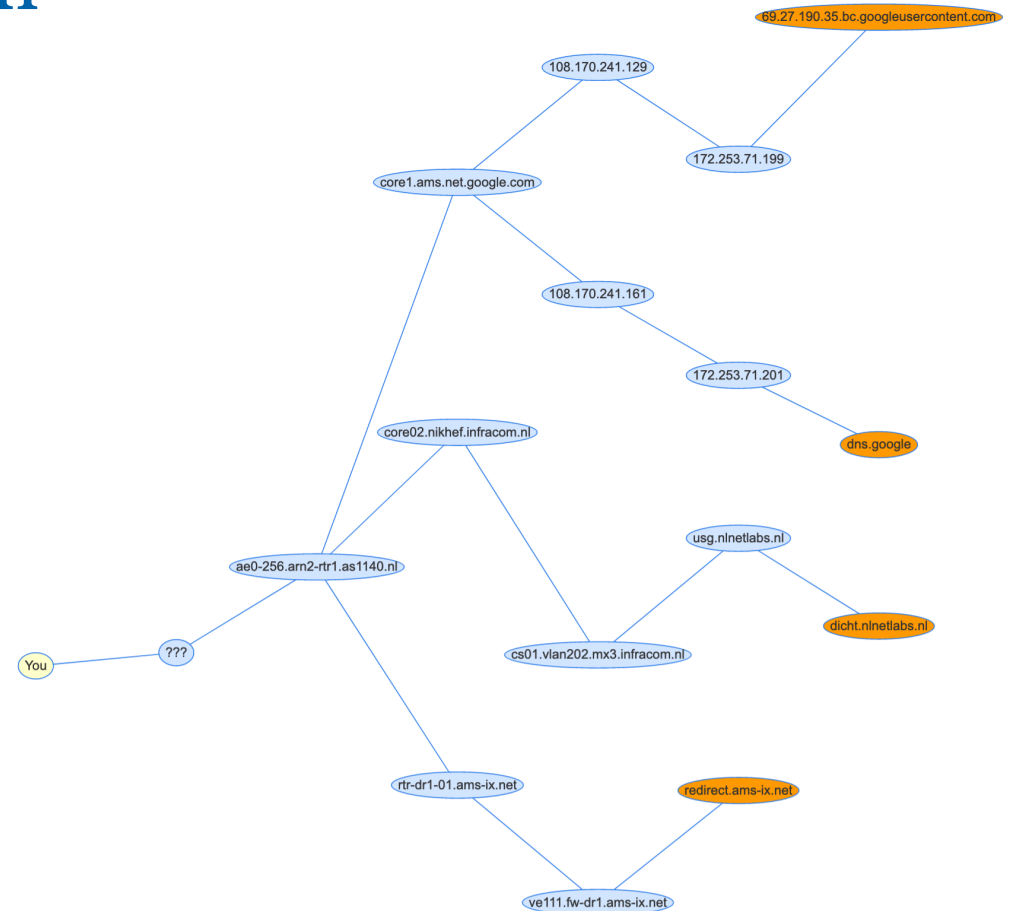 69.27.190.35.bc.googleusercontent.com
108.170.241.129
172.253.71.199
core1.ams.net.google.com
108.170.241.161
172.253.71.201
core02.nikhef.infracom.nl
dns.google
usg.nlnetlabs.nl
ae0-256.arn2-rtr1.as1140.nl
dicht.nlnetlabs.nl
???
cs01.vlan202.mx3.infracom.nl
You
rtr-dr1-01.ams-ix.net
redirect.ams-ix.net
ve111.fw-dr1.ams-ix.net